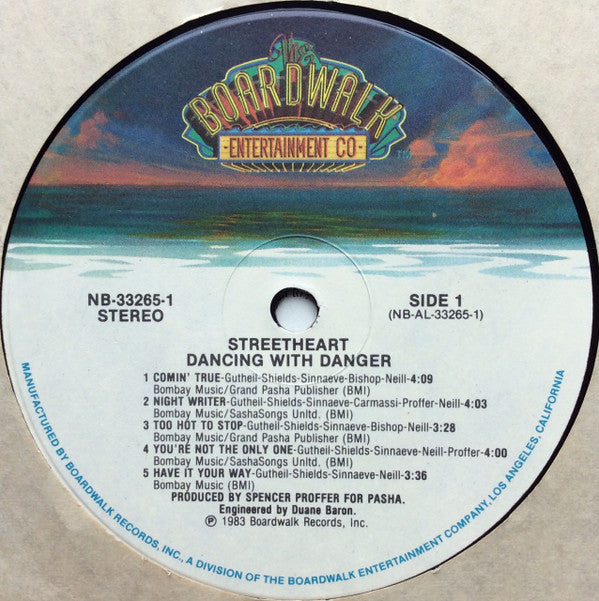 The
BOARDWALK
ENTERTAINMENT CO
TM
NB-33265-1
STEREO
SIDE 1
(NB-AL-33265-1)
STREETHEART
DANCING WITH DANGER
1 COMIN' TRUE-Gutheil-Shields-Sinnaeve-Bishop-Neill-4:09
Bombay Music/Grand Pasha Publisher (BMI)
2 NIGHT WRITER-Gutheil-Shields-Sinnaeve-Carmassi-Proffer-Neill-4:03
Bombay Music/SashaSongs Unltd. (BMI)
3 TOO HOT TO STOP-Gutheil-Shields-Sinnaeve-Bishop-Neill-3:28
Bombay Music/Grand Pasha Publisher (BMI)
4 YOU'RE NOT THE ONLY ONE-Gutheil-Shields-Sinnaeve-Neill-Proffer-4:00
Bombay Music/SashaSongs Unltd. (BMI)
5 HAVE IT YOUR WAY-Gutheil-Shields-Sinnaeve-Neill-3:36
Bombay Music (BMI)
PRODUCED BY SPENCER PROFFER FOR PASHA.
Engineered by Duane Baron.
℗ 1983 Boardwalk Records, Inc.
MANUFACTURED BY BOARDWALK RECORDS, INC., A DIVISION OF THE BOARDWALK ENTERTAINMENT COMPANY, LOS ANGELES, CALIFORNIA